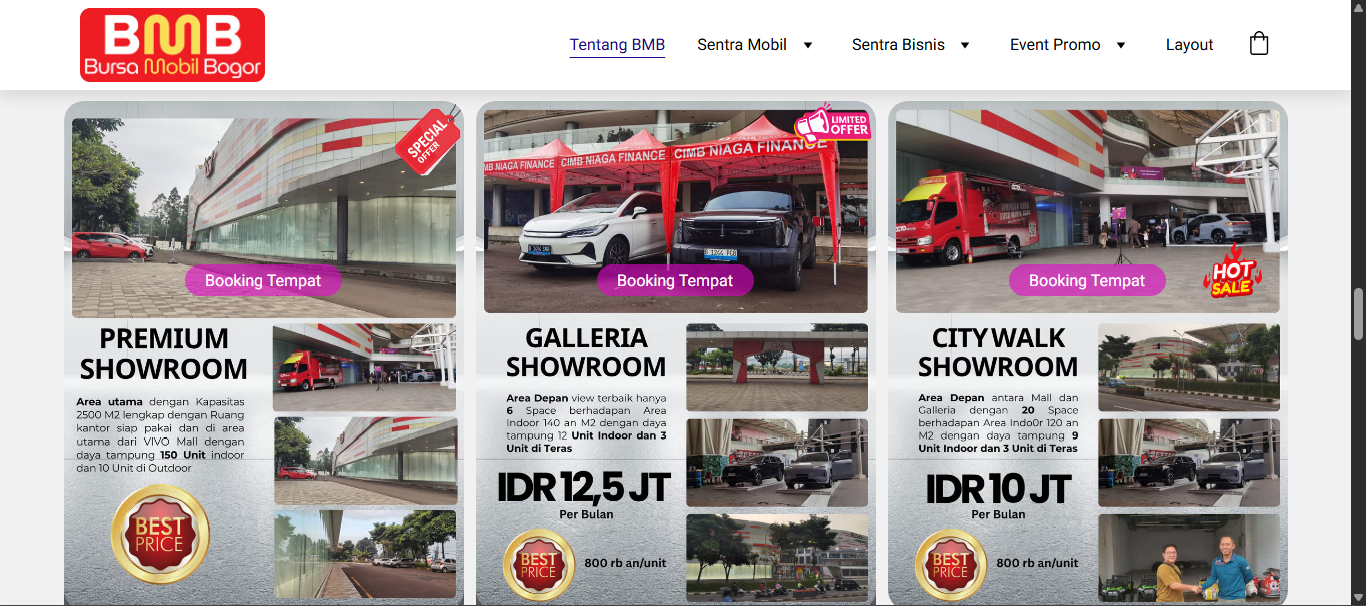 BMB
Bursa Mobil Bogor
Tentang BMB
Sentra Mobil
Sentra Bisnis
Event Promo
Layout
SPECIAL
OFFER
Booking Tempat
PREMIUM
SHOWROOM
Area utama dengan Kapasitas
2500 M2 lengkap dengan Ruang
kantor siap pakai dan di area
utama dari VIVO Mall dengan
daya tampung 150 Unit indoor
dan 10 Unit di Outdoor
BEST
PRICE
LIMITED
OFFER
CIMB NIAGA FINANCE
CIMB NIAGA FINANCE
Booking Tempat
GALLERIA
SHOWROOM
Area Depan view terbaik hanya
6 Space berhadapan Area
Indoor 140 an M2 dengan daya
tampung 12 Unit Indoor dan 3
Unit di Teras
IDR 12,5 JT
Per Bulan
BEST
PRICE
800 rb an/unit
Booking Tempat
HOT
SALE
CITY WALK
SHOWROOM
Area Depan antara Mall dan
Galleria dengan 20 Space
berhadapan Area Indo0r 120 an
M2 dengan daya tampung 9
Unit Indoor dan 3 Unit di Teras
IDR 10 JT
Per Bulan
BEST
PRICE
800 rb an/unit